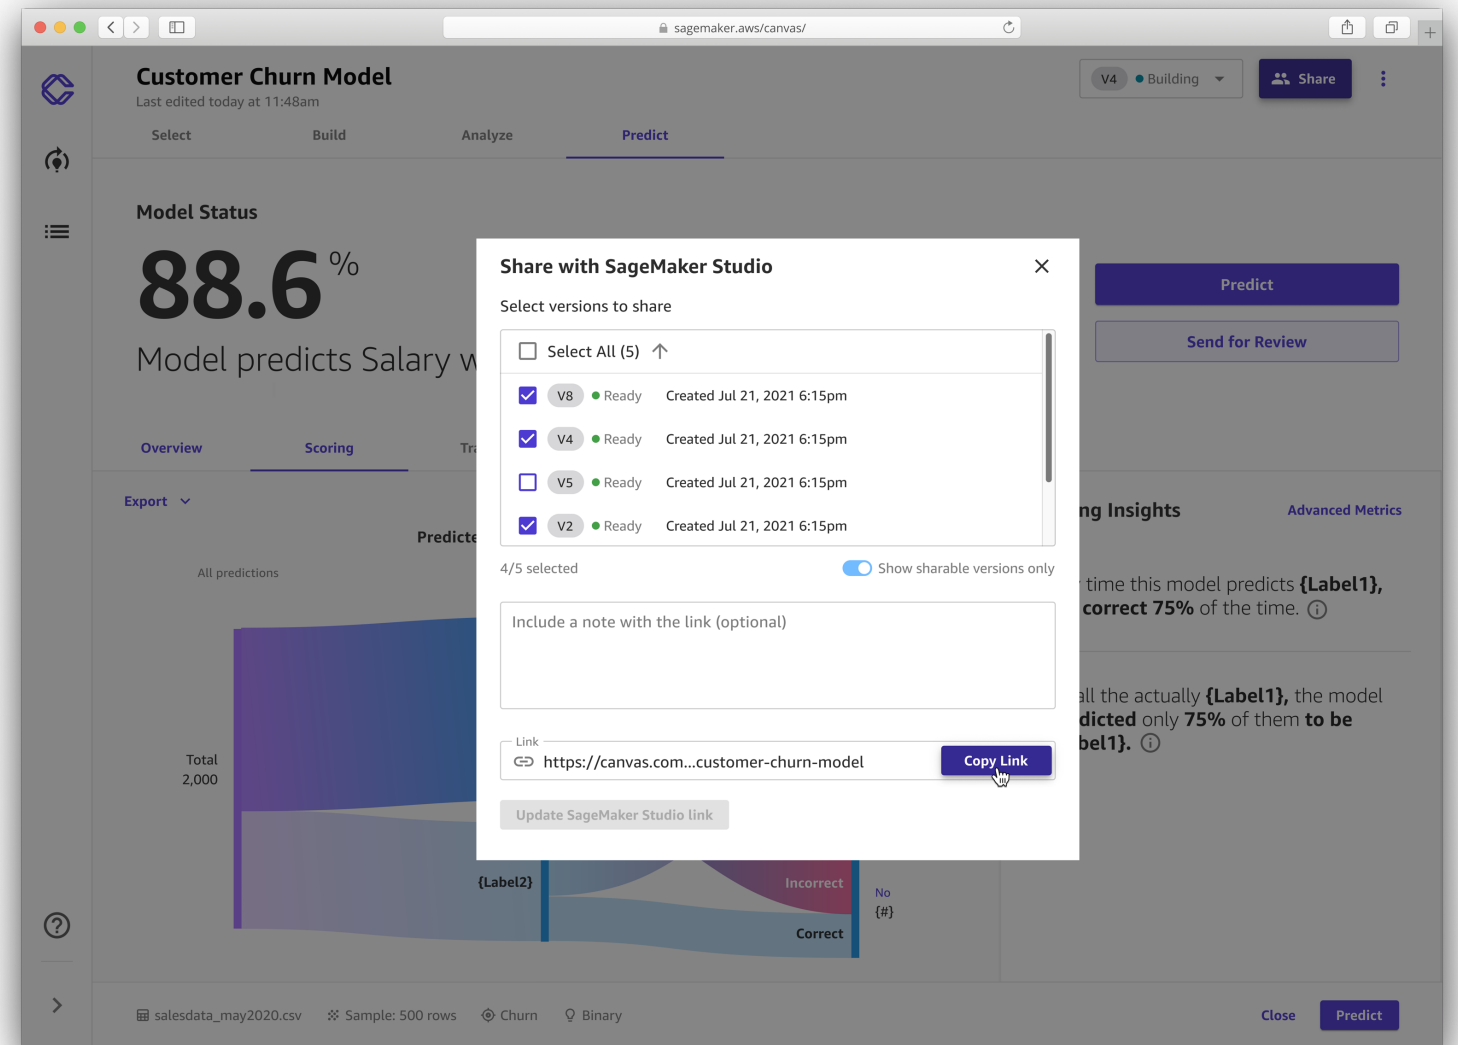 sagemaker.aws/canvas/
Customer Churn Model
Last edited today at 11:48am
V4 Building
Share
Select Build Analyze Predict
Model Status
88.6%
Model predicts Salary
Predict
Send for Review
Overview Scoring
Export
All predictions
Total
2,000
{Label2}
Incorrect
Correct
No
{#}
Insights
Advanced Metrics
time this model predicts {Label1},
correct 75% of the time.
all the actually {Label1}, the model
only 75% of them to be
Share with SageMaker Studio
Select versions to share
Select All (5)
V8 Ready Created Jul 21, 2021 6:15pm
V4 Ready Created Jul 21, 2021 6:15pm
V5 Ready Created Jul 21, 2021 6:15pm
V2 Ready Created Jul 21, 2021 6:15pm
4/5 selected
Show sharable versions only
Include a note with the link (optional)
Link
https://canvas.com...customer-churn-model
Copy Link
Update SageMaker Studio link
salesdata_may2020.csv Sample: 500 rows Churn Binary
Close
Predict